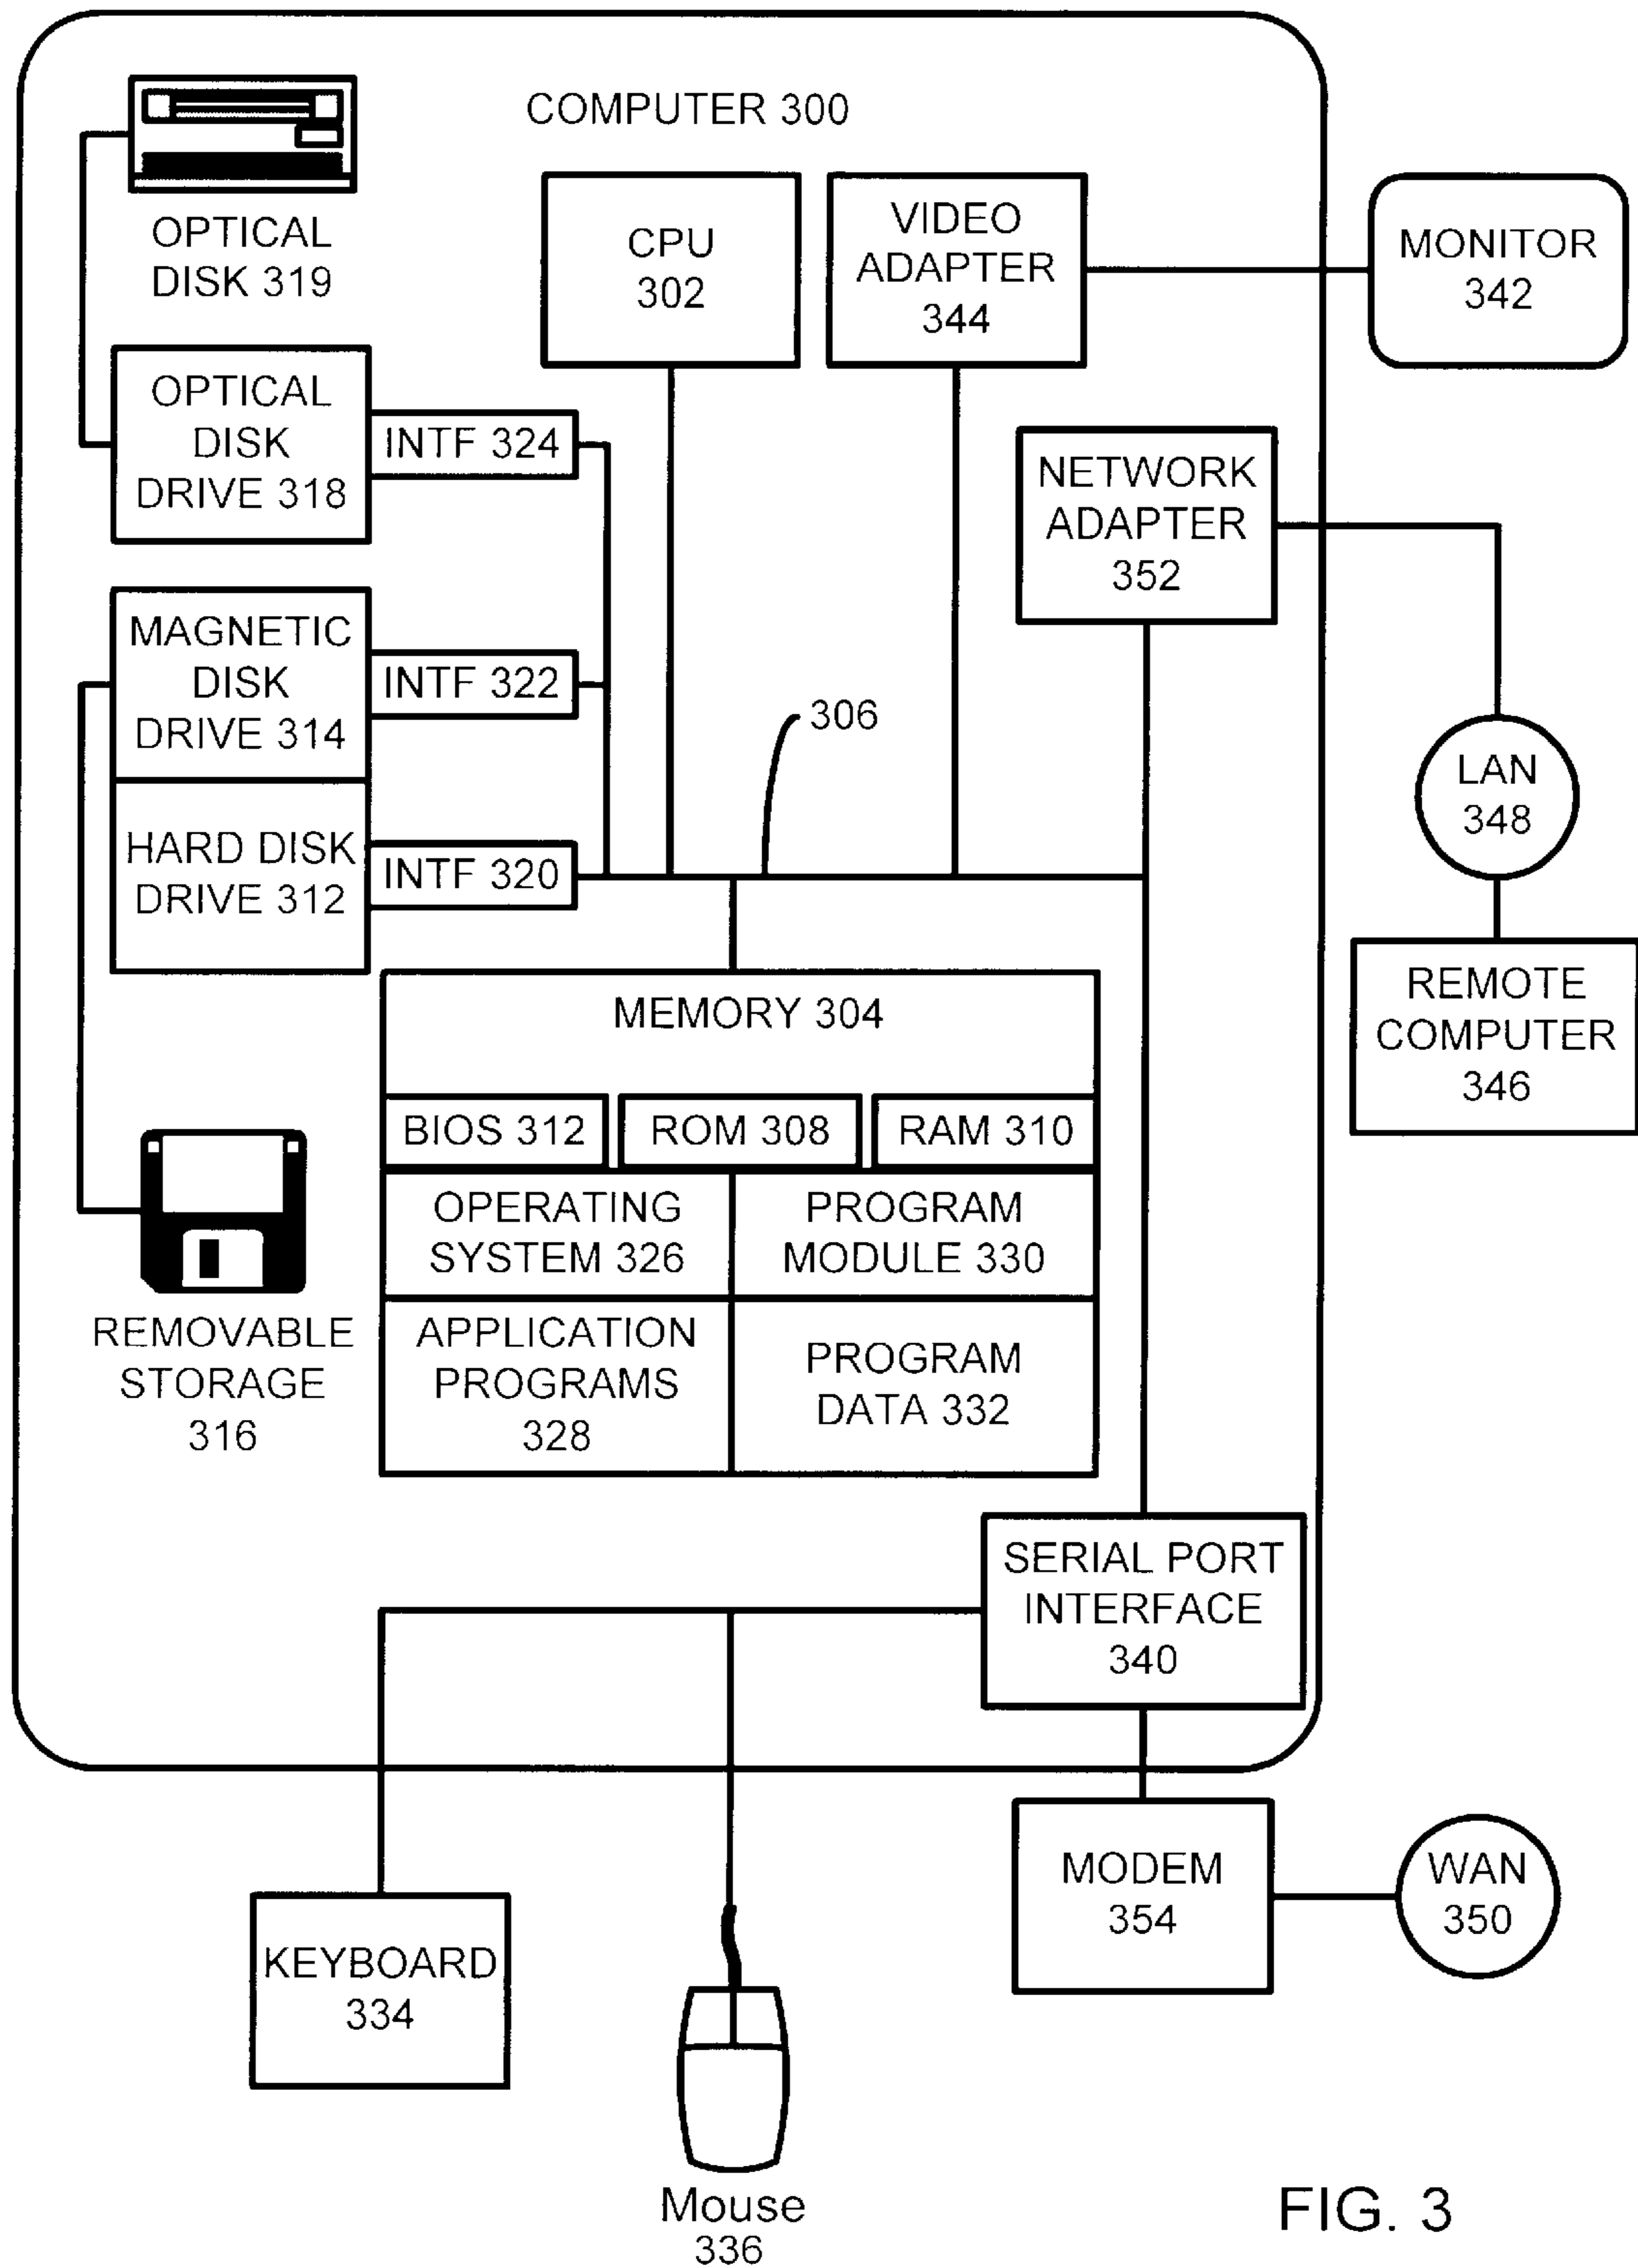 COMPUTER 300
OPTICAL
DISK 319
CPU
302
VIDEO
ADAPTER
344
MONITOR
342
OPTICAL
DISK
DRIVE 318
INTF 324
NETWORK
ADAPTER
352
MAGNETIC
DISK
DRIVE 314
INTF 322
306
LAN
348
HARD DISK
DRIVE 312
INTF 320
REMOTE
COMPUTER
346
MEMORY 304
BIOS 312
ROM 308
RAM 310
OPERATING
SYSTEM 326
PROGRAM
MODULE 330
REMOVABLE
STORAGE
316
APPLICATION
PROGRAMS
328
PROGRAM
DATA 332
SERIAL PORT
INTERFACE
340
MODEM
354
WAN
350
KEYBOARD
334
Mouse
336
FIG. 3